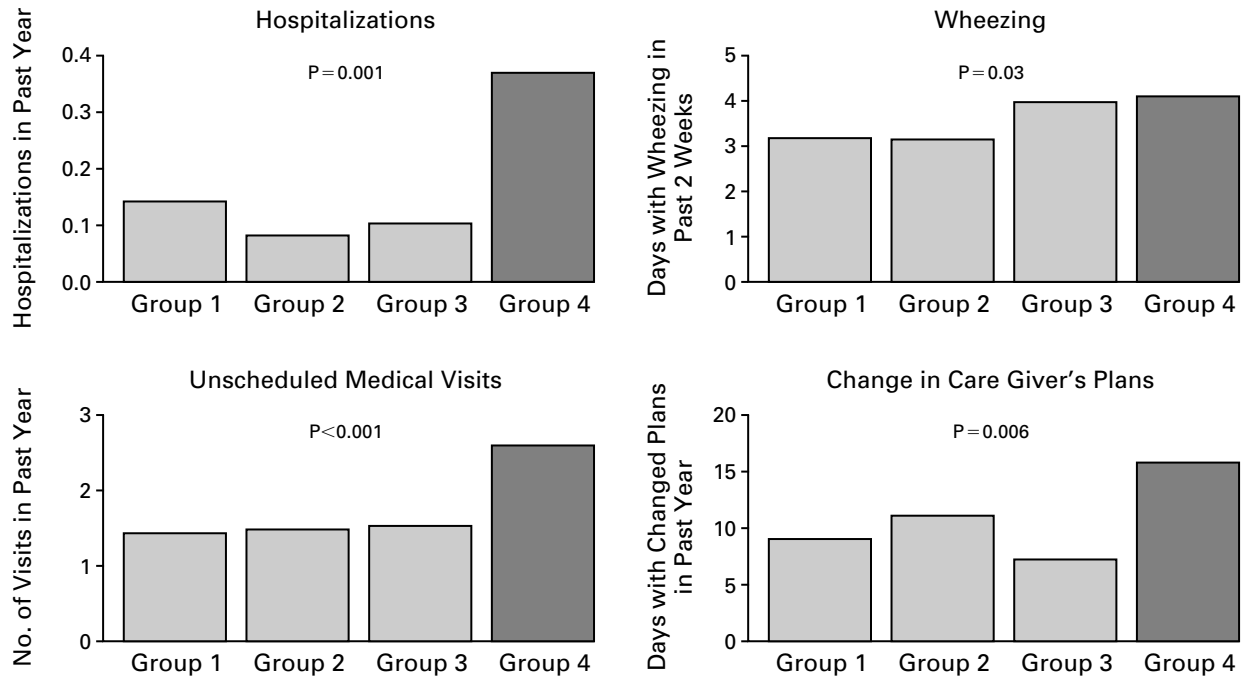 Hospitalizations
Hospitalizations in Past Year
0.4
0.3
0.2
0.1
0.0
P=0.001
Group 1 Group 2 Group 3 Group 4
Wheezing
Days with Wheezing in
Past 2 Weeks
5
4
3
2
1
0
P=0.03
Group 1 Group 2 Group 3 Group 4
Unscheduled Medical Visits
No. of Visits in Past Year
3
2
1
0
P<0.001
Group 1 Group 2 Group 3 Group 4
Change in Care Giver's Plans
Days with Changed Plans
in Past Year
20
15
10
5
0
P=0.006
Group 1 Group 2 Group 3 Group 4